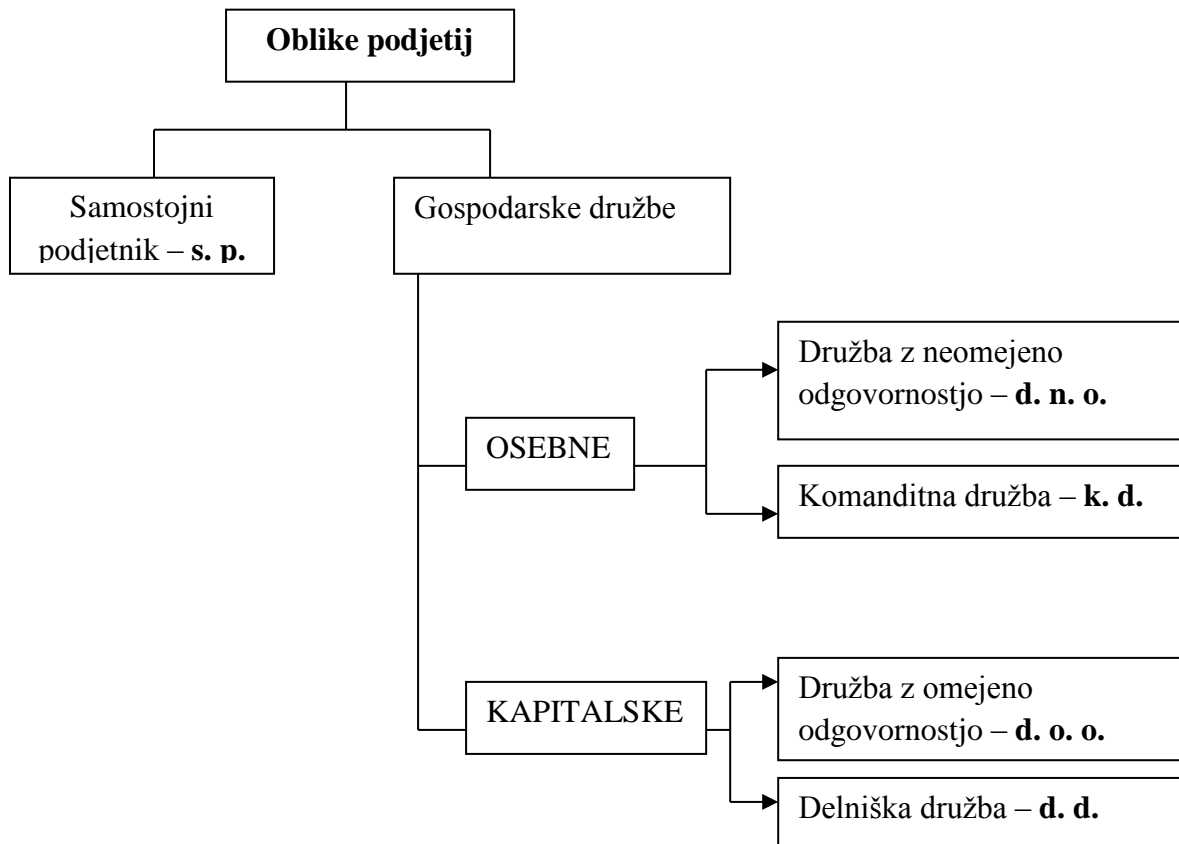 Oblike podjetij
Samostojni
podjetnik – s. p.
Gospodarske družbe
OSEBNE
Družba z neomejeno
odgovornostjo – d. n. o.
Komanditna družba – k. d.
KAPITALSKE
Družba z omejeno
odgovornostjo – d. o. o.
Delniška družba – d. d.